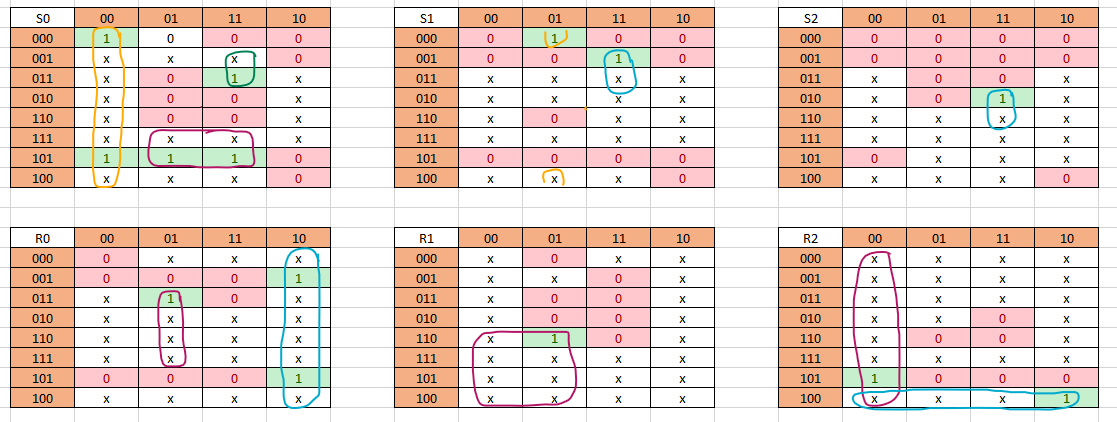 S0 00 01 11 10
000 1 0 0 0
001 x x x 0
011 x 0 1 x
010 x 0 0 x
110 x 0 0 x
111 x x x x
101 1 1 1 0
100 x x x 0
S1 00 01 11 10
000 0 1 0 0
001 0 0 1 0
011 x x x x
010 x x x x
110 x 0 x x
111 x x x x
101 0 0 0 0
100 x x x 0
S2 00 01 11 10
000 0 0 0 0
001 0 0 0 0
011 x 0 0 x
010 x 0 1 x
110 x x x x
111 x x x x
101 0 x x x
100 x x x 0
R0 00 01 11 10
000 0 x x x
001 0 0 0 1
011 x 1 0 x
010 x x x x
110 x x x x
111 x x x x
101 0 0 0 1
100 x x x x
R1 00 01 11 10
000 x 0 x x
001 x x 0 x
011 x 0 0 x
010 x 0 0 x
110 x 1 0 x
111 x x x x
101 x x x x
100 x x x x
R2 00 01 11 10
000 x x x x
001 x x x x
011 x x x x
010 x x 0 x
110 x 0 0 x
111 x x x x
101 1 0 0 0
100 x x x 1